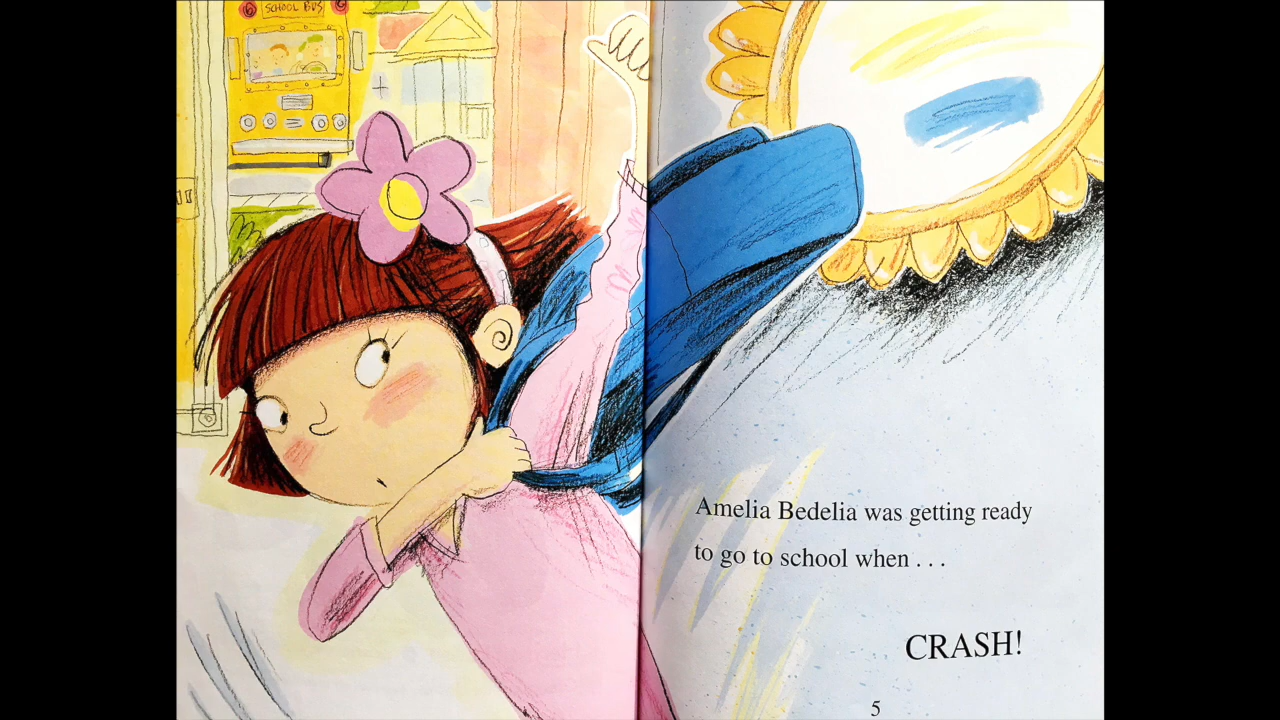 SCHOOL BUS
Amelia Bedelia was getting ready
to go to school when . . .
CRASH!
5